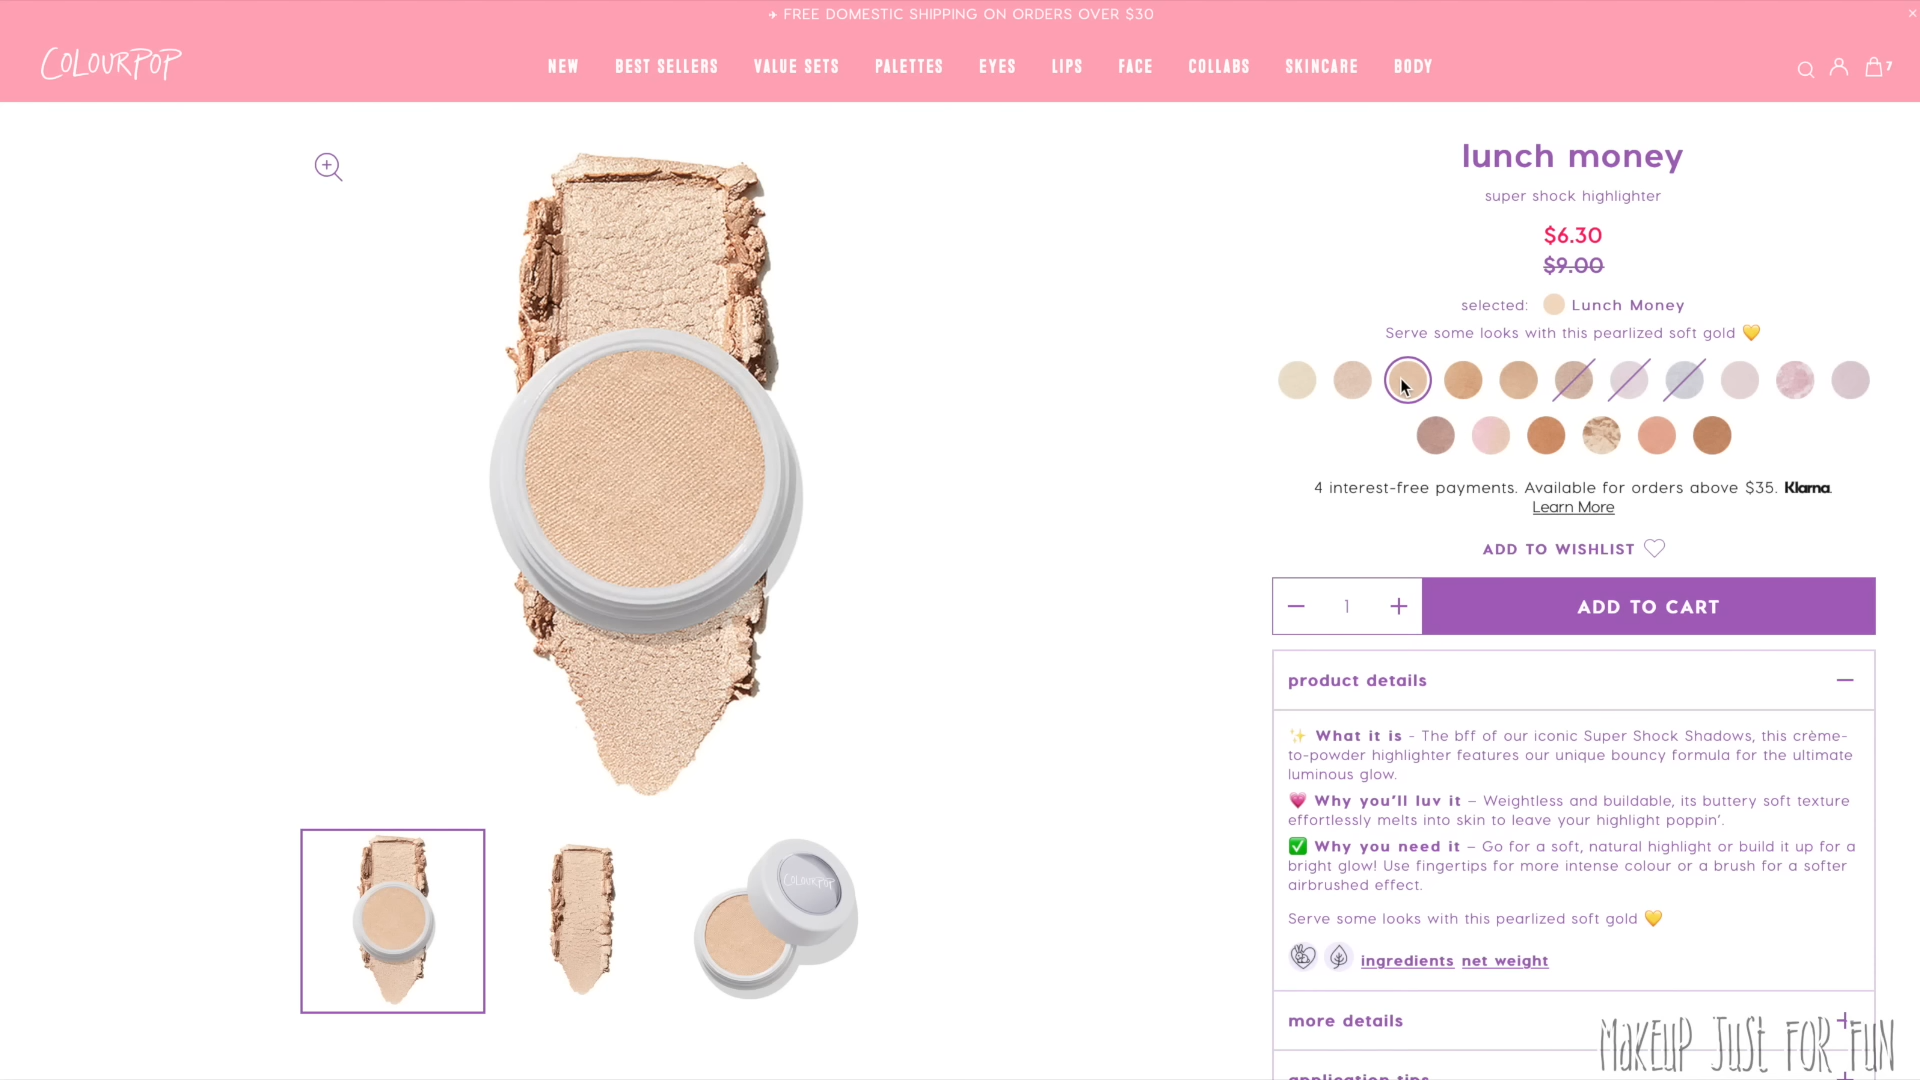 ✈ FREE DOMESTIC SHIPPING ON ORDERS OVER $30
COLOURPOP
NEW BEST SELLERS VALUE SETS PALETTES EYES LIPS FACE COLLABS SKINCARE BODY
7
lunch money
super shock highlighter
$6.30
$9.00
selected: Lunch Money
Serve some looks with this pearlized soft gold 💛
4 interest-free payments. Available for orders above $35. Klarna.
Learn More
ADD TO WISHLIST
1
ADD TO CART
product details
✨ What it is - The bff of our iconic Super Shock Shadows, this crème-
to-powder highlighter features our unique bouncy formula for the ultimate
luminous glow.
💗 Why you'll luv it – Weightless and buildable, its buttery soft texture
effortlessly melts into skin to leave your highlight poppin'.
✅ Why you need it – Go for a soft, natural highlight or build it up for a
bright glow! Use fingertips for more intense colour or a brush for a softer
airbrushed effect.
Serve some looks with this pearlized soft gold 💛
ingredients net weight
COLOURPOP
more details
MAKEUP JUST FOR FUN
application tips